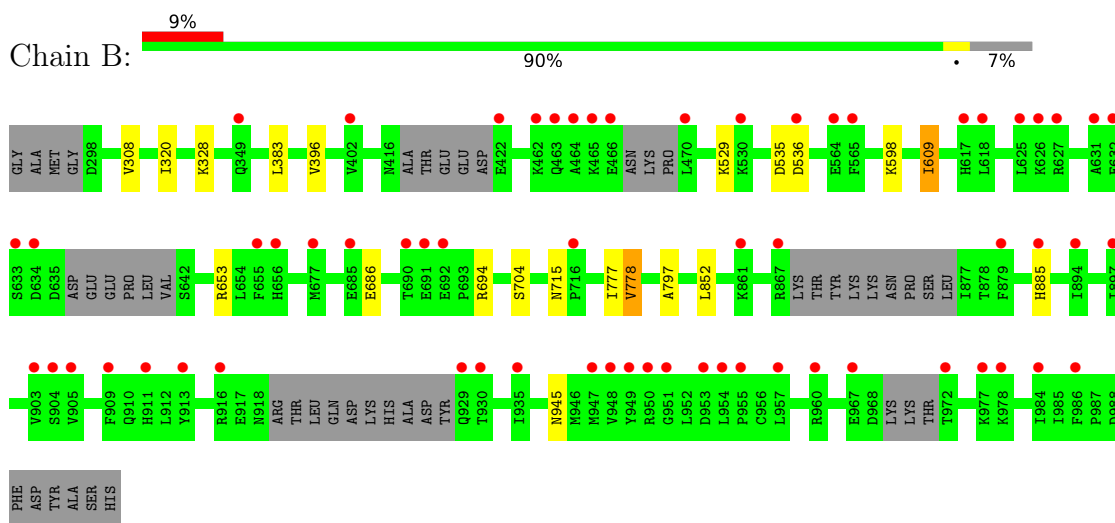 9%
Chain B:
90% • 7%
GLY ALA MET GLY D298 V308 I320 K328 Q349 L383 V396 V402 N416 ALA THR GLU GLU ASP E422 K462 Q463 A464 K465 E466 ASN LYS PRO L470 K529 K530 D535 D536 E564 F565 K598 I609 H617 L618 L625 K626 R627 A631
S633 D634 D635 ASP GLU GLU PRO LEU VAL S642 R653 L654 F655 H656 M677 E685 E686 T690 E691 E692 P693 R694 S704 N715 P716 I777 V778 A797 L852 K861 R867 LYS THR TYR LYS LYS ASN PRO SER LEU I877 T878 F879 H885 I894
V903 S904 V905 F909 Q910 H911 L912 Y913 R916 E917 N918 ARG THR LEU GLN ASP LYS HIS ALA ASP TYR Q929 T930 I935 N945 M946 M947 V948 Y949 R950 G951 L952 D953 L954 P955 C956 L957 R960 E967 D968 LYS LYS THR T972 K977 K978 I984 I985 F986 P987
PHE ASP TYR ALA SER HIS